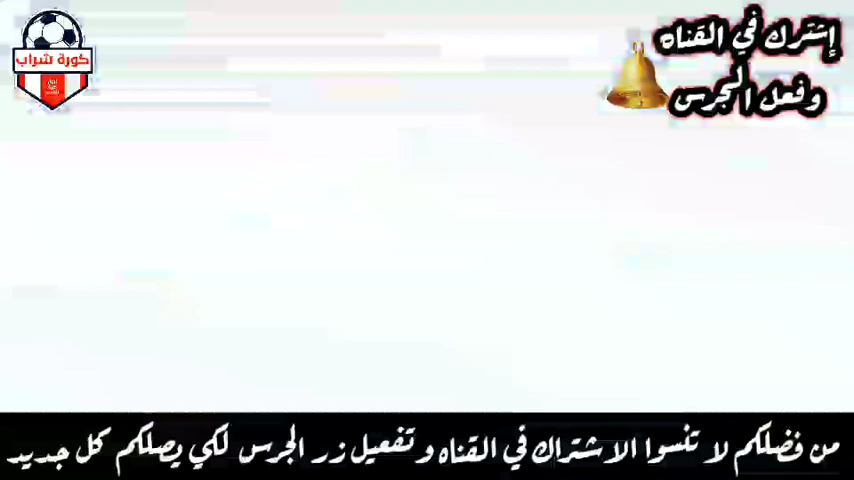 كورة شراب
إشترك في القناه
وفعل الجرس
من فضلكم لا تنسوا الاشتراك في القناه و تفعيل زر الجرس لكي يصلكم كل جديد